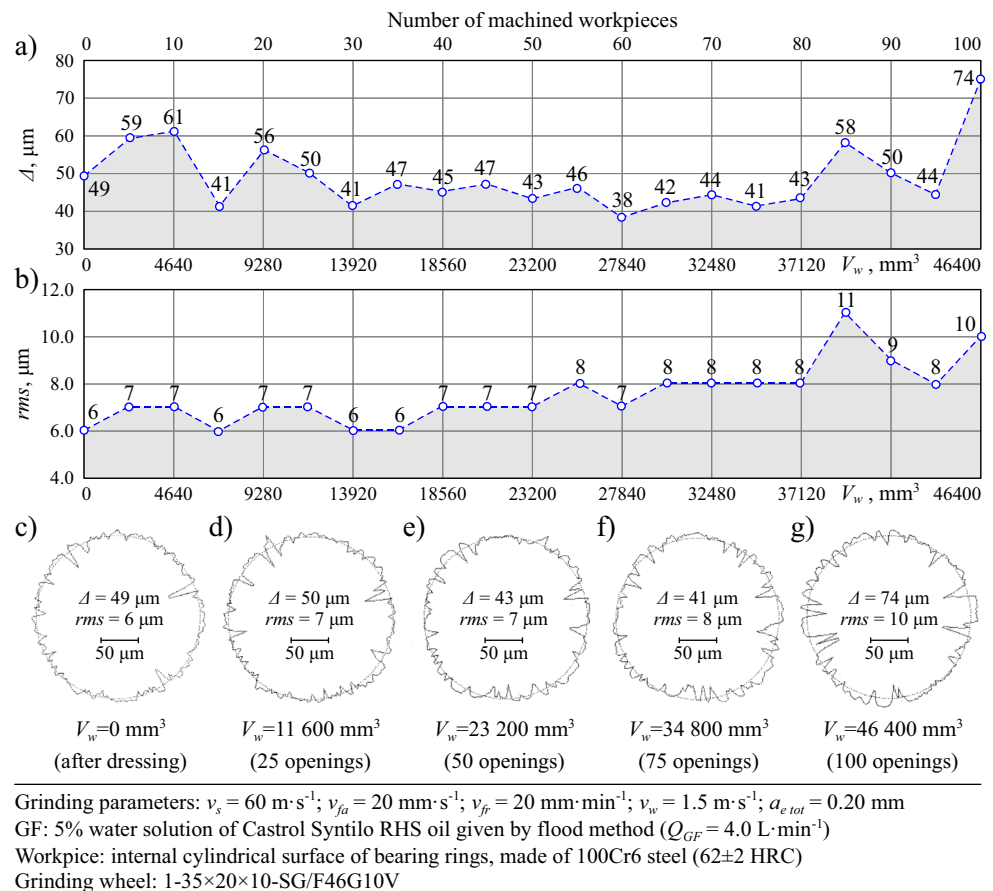 Number of machined workpieces
a) 0 10 20 30 40 50 60 70 80 90 100
80
70
60
50
40
30
Δ, μm
49 59 61 41 56 50 41 47 45 47 43 46 38 42 44 41 43 58 50 44 74
0 4640 9280 13920 18560 23200 27840 32480 37120 V_w , mm³ 46400
b)
12.0
10.0
8.0
6.0
4.0
rms, μm
6 7 7 6 7 7 6 6 7 7 7 8 7 8 8 8 8 11 9 8 10
0 4640 9280 13920 18560 23200 27840 32480 37120 V_w , mm³ 46400
c) d) e) f) g)
Δ = 49 μm Δ = 50 μm Δ = 43 μm Δ = 41 μm Δ = 74 μm
rms = 6 μm rms = 7 μm rms = 7 μm rms = 8 μm rms = 10 μm
50 μm 50 μm 50 μm 50 μm 50 μm
V_w=0 mm³ V_w=11 600 mm³ V_w=23 200 mm³ V_w=34 800 mm³ V_w=46 400 mm³
(after dressing) (25 openings) (50 openings) (75 openings) (100 openings)
Grinding parameters: v_s = 60 m·s⁻¹; v_fa = 20 mm·s⁻¹; v_fr = 20 mm·min⁻¹; v_w = 1.5 m·s⁻¹; a_e tot = 0.20 mm
GF: 5% water solution of Castrol Syntilo RHS oil given by flood method (Q_GF = 4.0 L·min⁻¹)
Workpice: internal cylindrical surface of bearing rings, made of 100Cr6 steel (62±2 HRC)
Grinding wheel: 1-35×20×10-SG/F46G10V